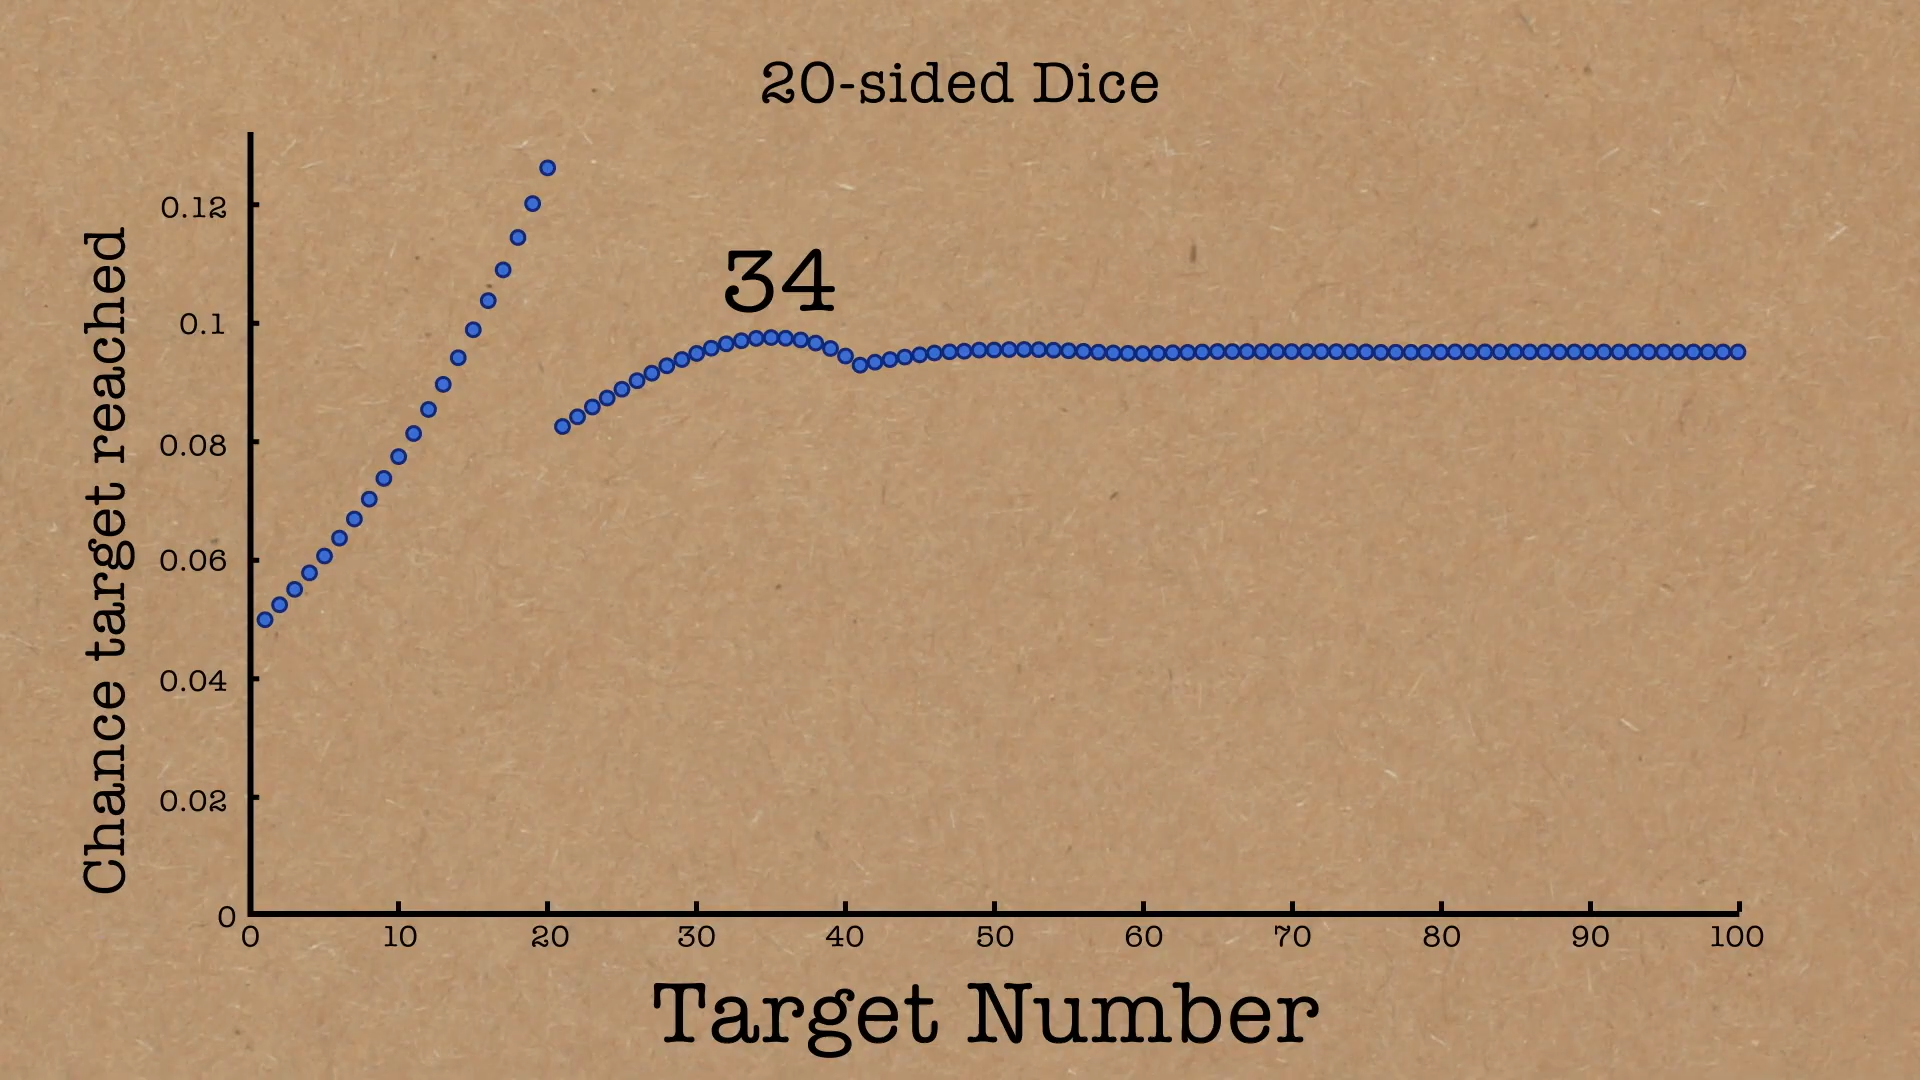 20-sided Dice
34
Chance target reached
0.12
0.1
0.08
0.06
0.04
0.02
0
0 10 20 30 40 50 60 70 80 90 100
Target Number